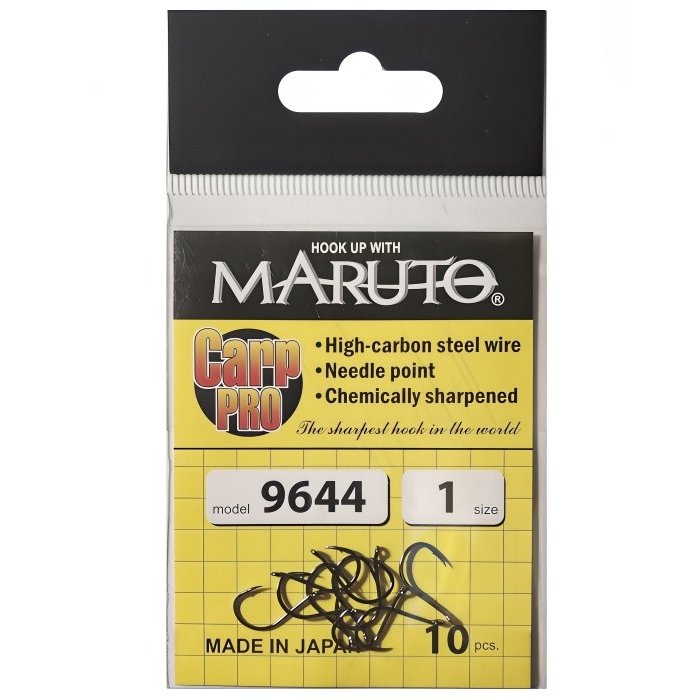 HOOK UP WITH
MARUTO®
Carp
PRO
•High-carbon steel wire
•Needle point
•Chemically sharpened
The sharpest hook in the world
model 9644
1 size
MADE IN JAPAN
10 pcs.